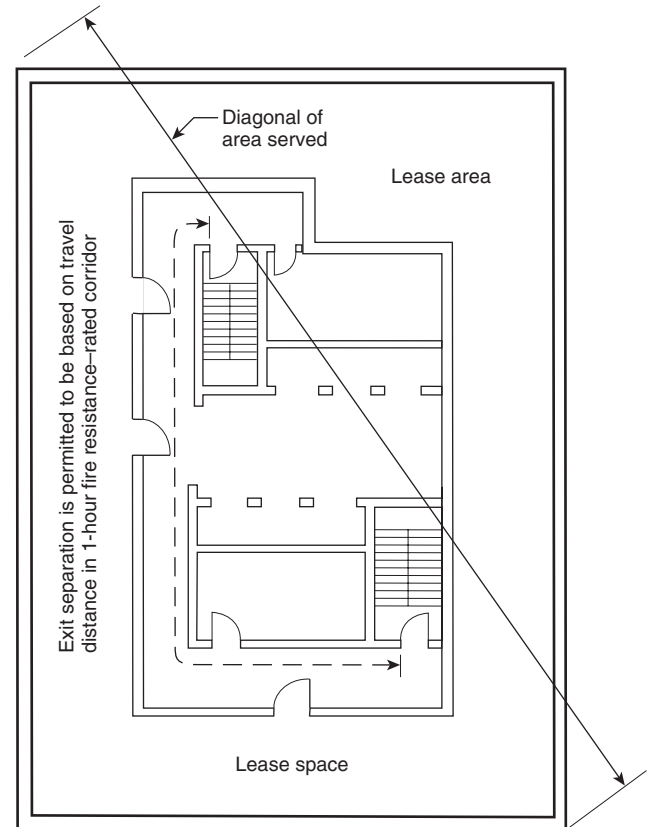 Diagonal of
area served
Lease area
Exit separation is permitted to be based on travel
distance in 1-hour fire resistance–rated corridor
Lease space